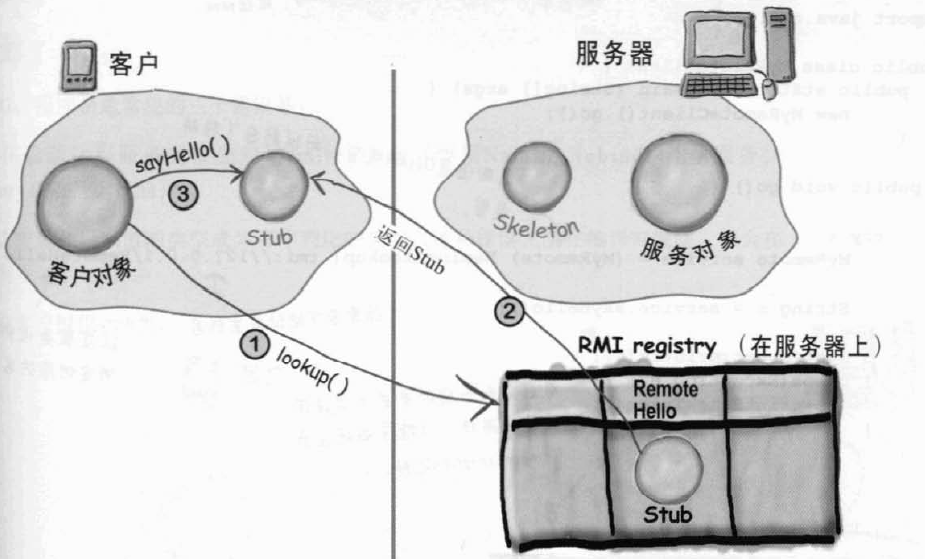 客户
服务器
sayHello()
3
Stub
客户对象
Skeleton
服务对象
返回Stub
2
1
lookup()
RMI registry （在服务器上）
Remote
Hello
Stub